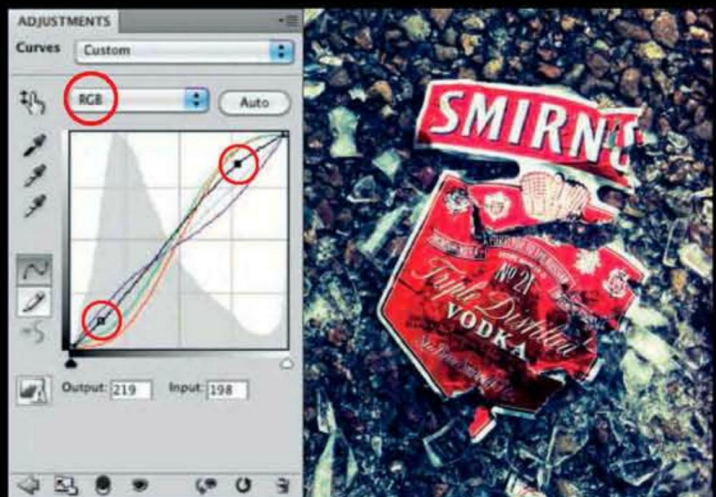 ADJUSTMENTS
Curves Custom
RGB Auto
Output: 219 Input: 198
SMIRN
No 21
Triple Distilled
VODKA